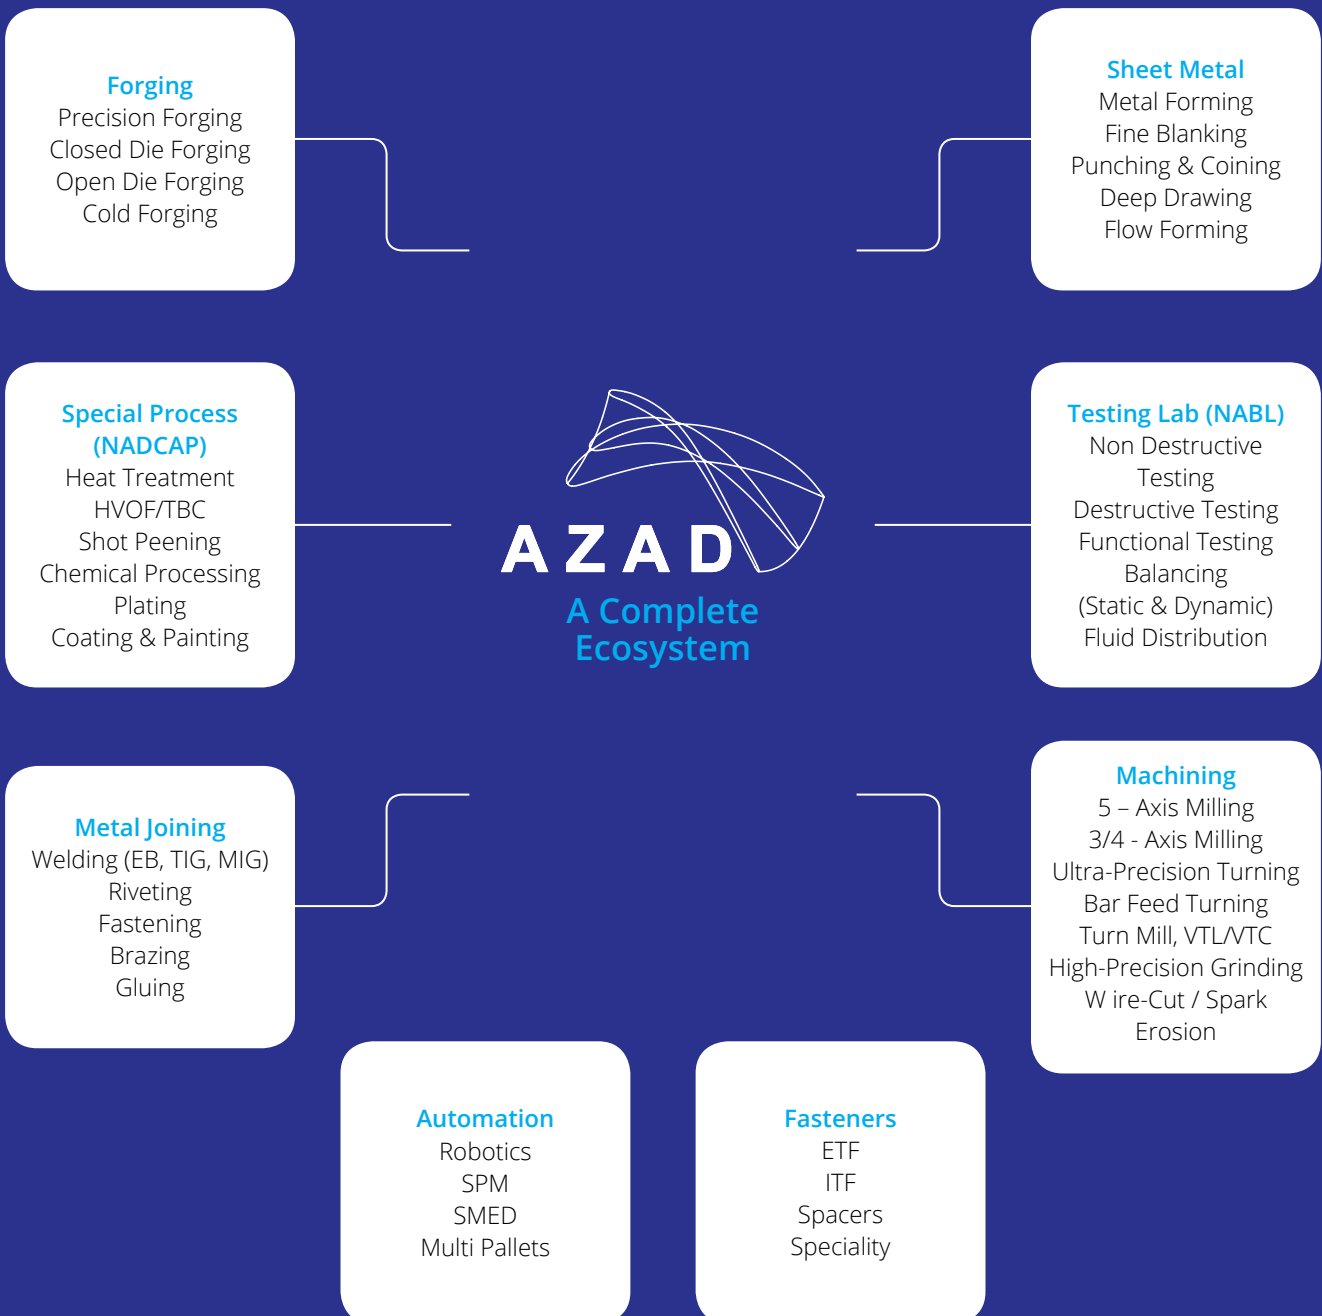 Forging
Precision Forging
Closed Die Forging
Open Die Forging
Cold Forging
Sheet Metal
Metal Forming
Fine Blanking
Punching & Coining
Deep Drawing
Flow Forming
Special Process
(NADCAP)
Heat Treatment
HVOF/TBC
Shot Peening
Chemical Processing
Plating
Coating & Painting
AZAD
A Complete
Ecosystem
Testing Lab (NABL)
Non Destructive
Testing
Destructive Testing
Functional Testing
Balancing
(Static & Dynamic)
Fluid Distribution
Metal Joining
Welding (EB, TIG, MIG)
Riveting
Fastening
Brazing
Gluing
Machining
5 – Axis Milling
3/4 - Axis Milling
Ultra-Precision Turning
Bar Feed Turning
Turn Mill, VTL/VTC
High-Precision Grinding
W ire-Cut / Spark
Erosion
Automation
Robotics
SPM
SMED
Multi Pallets
Fasteners
ETF
ITF
Spacers
Speciality